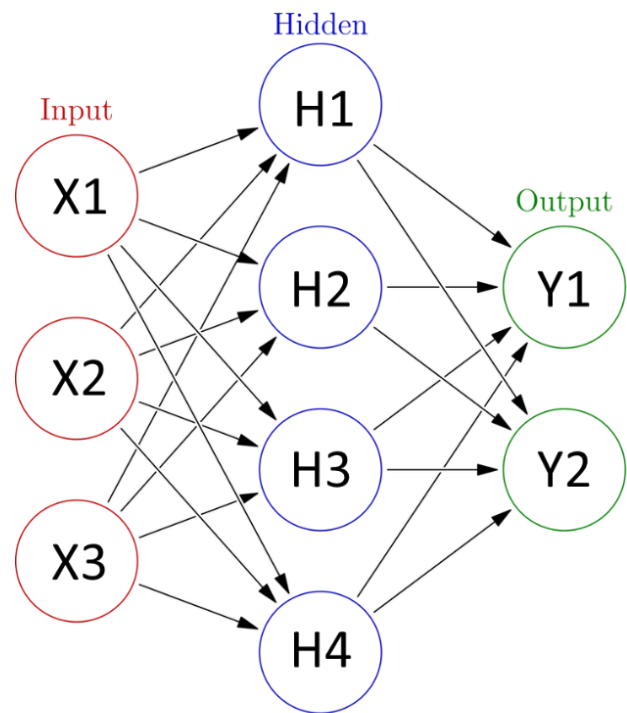 Hidden
Input
Output
H1
X1
H2
Y1
X2
H3
Y2
X3
H4